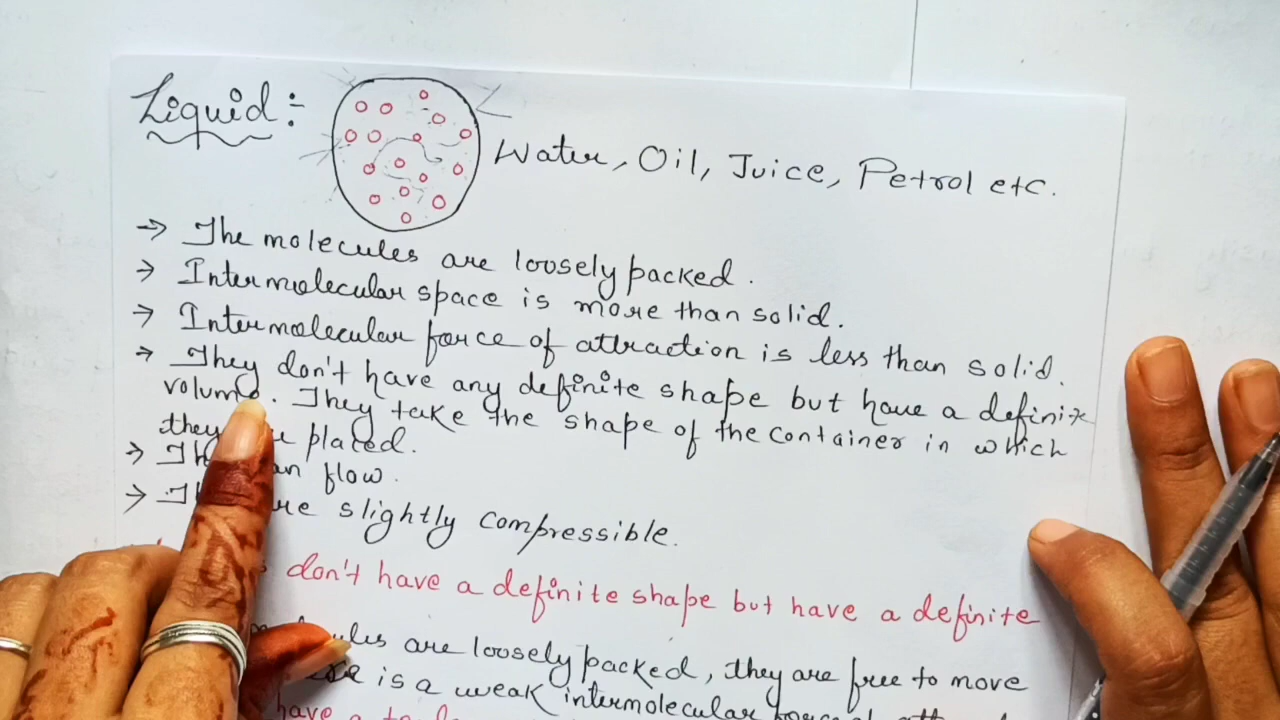 Liquid :-
Water, Oil, Juice, Petrol etc.
→ The molecules are loosely packed.
→ Intermolecular space is more than solid.
→ Intermolecular force of attraction is less than solid.
→ They don't have any definite shape but have a definite
volume. They take the shape of the container in which
they placed.
→ flow.
→ slightly compressible.
don't have a definite shape but have a definite
are loosely packed, they are free to move
is a weak intermolecular
have a